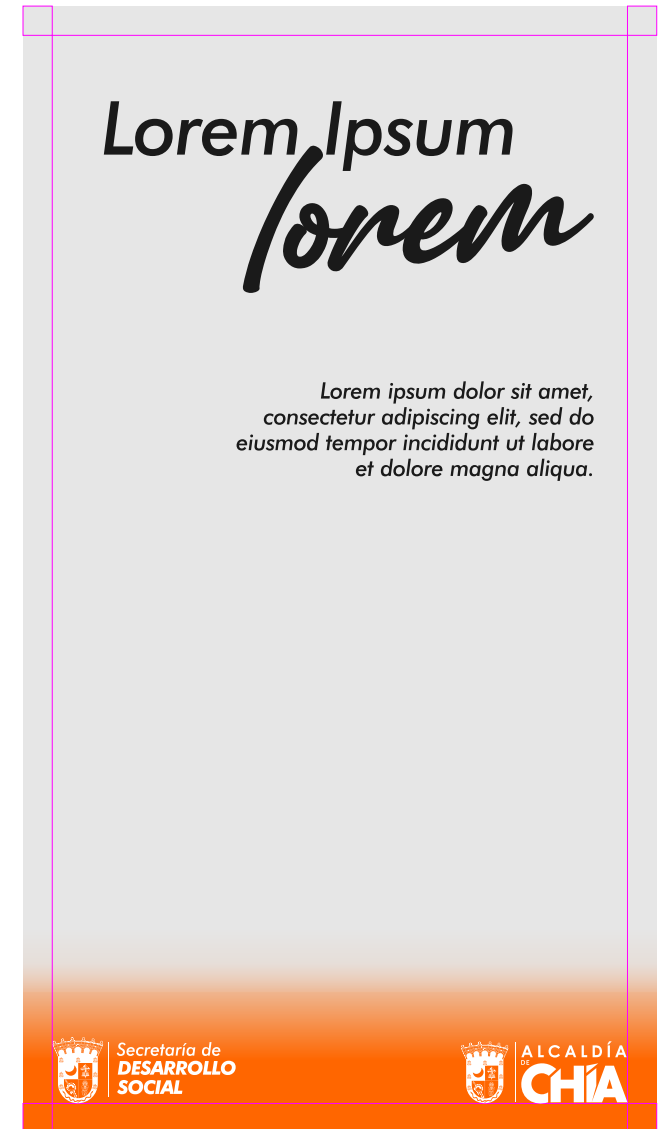 Lorem Ipsum
lorem
Lorem ipsum dolor sit amet,
consectetur adipiscing elit, sed do
eiusmod tempor incididunt ut labore
et dolore magna aliqua.
Secretaría de
DESARROLLO
SOCIAL
ALCALDÍA
DE
CHÍA